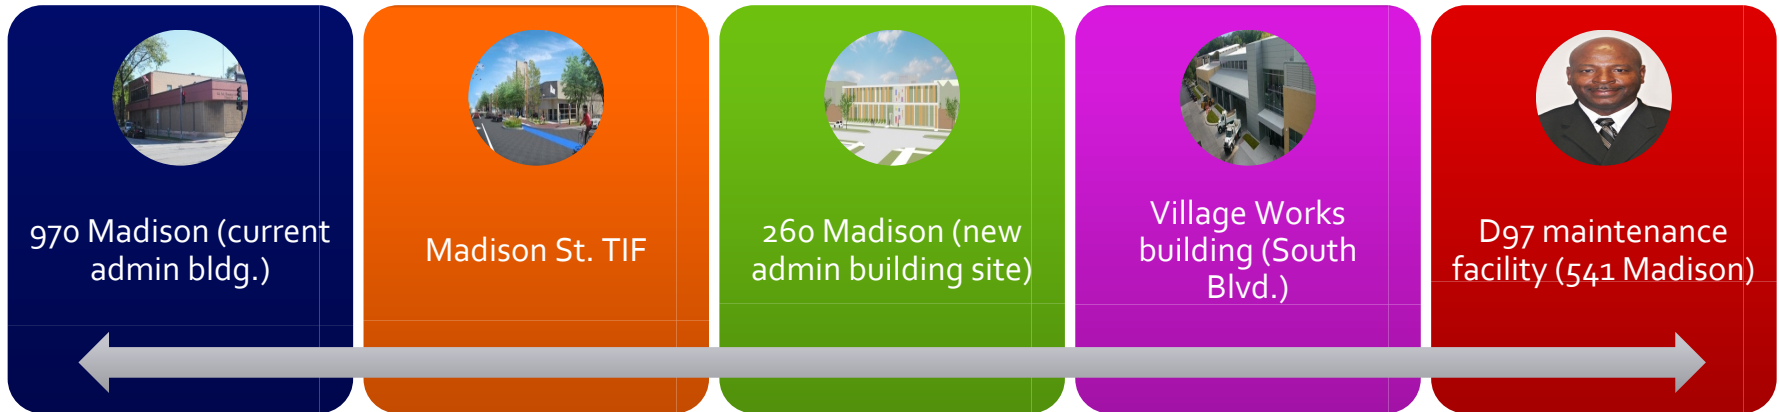 970 Madison (current
admin bldg.)
Madison St. TIF
260 Madison (new
admin building site)
Village Works
building (South
Blvd.)
D97 maintenance
facility (541 Madison)